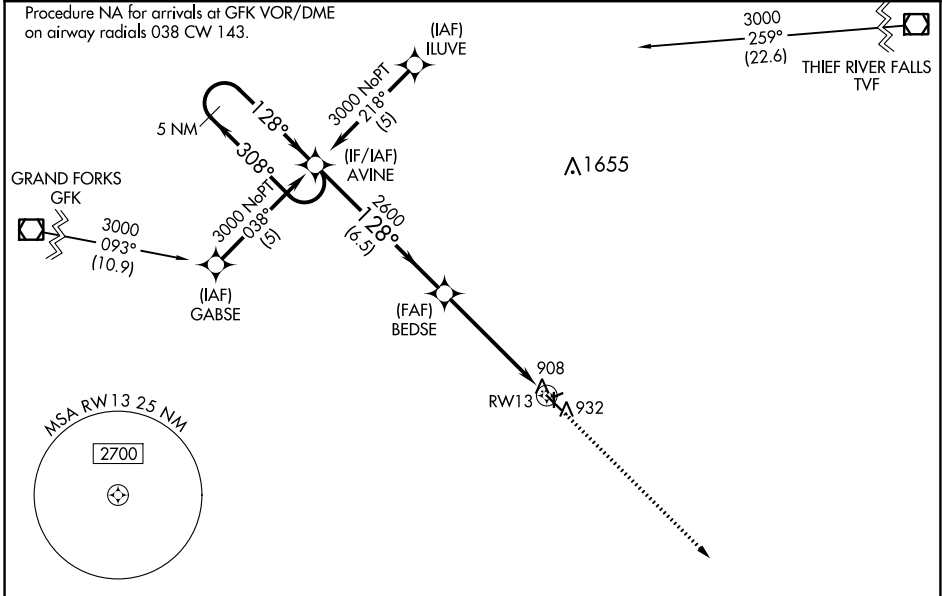 Procedure NA for arrivals at GFK VOR/DME
on airway radials 038 CW 143.
3000
259°
(22.6)
THIEF RIVER FALLS
TVF
(IAF)
ILUVE
3000 NoPT
218°
(5)
128°
5 NM
308°
(IF/IAF)
AVINE
1655
GRAND FORKS
GFK
3000
093°
(10.9)
3000 NoPT
038°
(5)
2600
128°
(6.5)
(IAF)
GABSE
(FAF)
BEDSE
908
RW13
932
MSA RW13 25 NM
2700